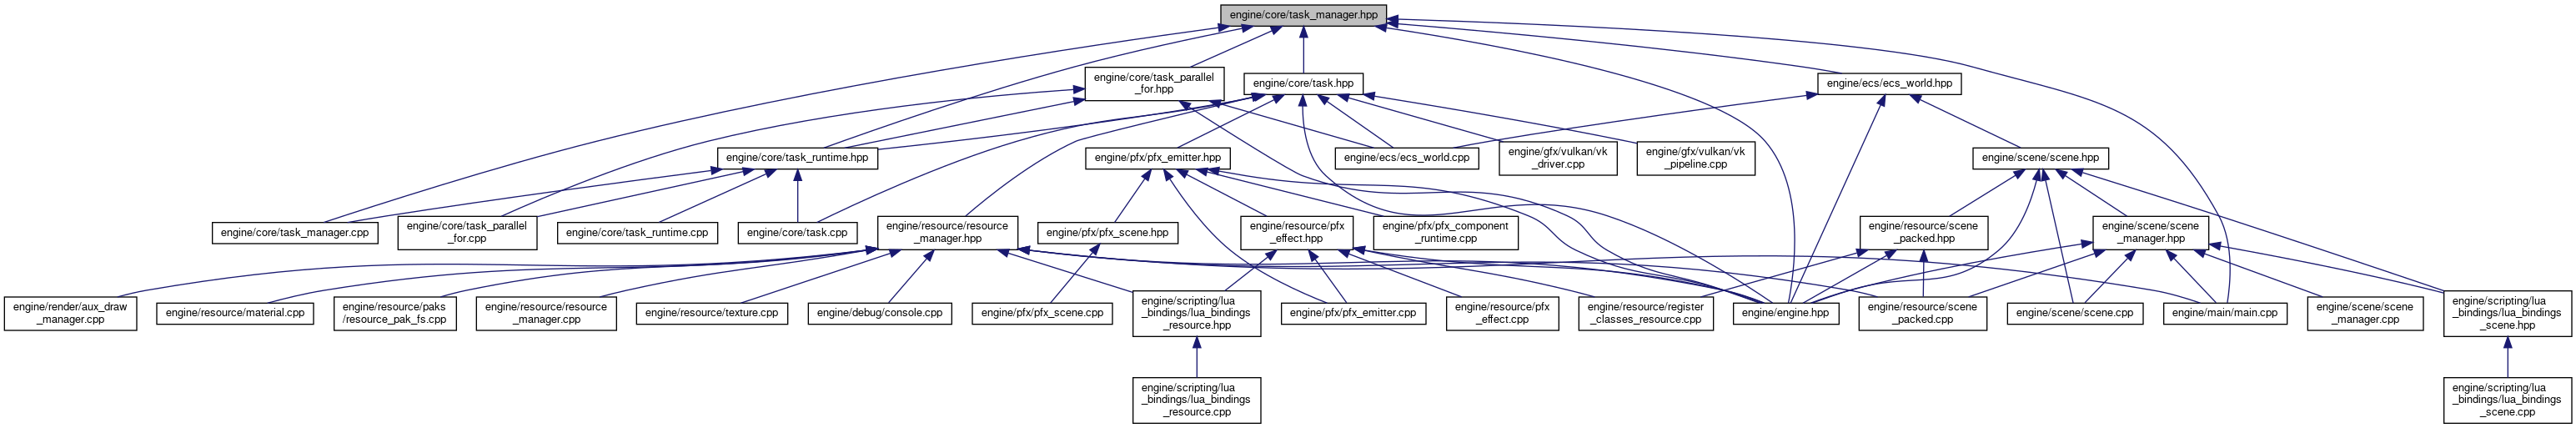 engine/core/task_manager.hpp
engine/core/task_parallel
_for.hpp
engine/core/task.hpp
engine/ecs/ecs_world.hpp
engine/core/task_runtime.hpp
engine/pfx/pfx_emitter.hpp
engine/ecs/ecs_world.cpp
engine/gfx/vulkan/vk
_driver.cpp
engine/gfx/vulkan/vk
_pipeline.cpp
engine/scene/scene.hpp
engine/core/task_manager.cpp
engine/core/task_parallel
_for.cpp
engine/core/task_runtime.cpp
engine/core/task.cpp
engine/resource/resource
_manager.hpp
engine/pfx/pfx_scene.hpp
engine/resource/pfx
_effect.hpp
engine/pfx/pfx_component
_runtime.cpp
engine/resource/scene
_packed.hpp
engine/scene/scene
_manager.hpp
engine/render/aux_draw
_manager.cpp
engine/resource/material.cpp
engine/resource/paks
/resource_pak_fs.cpp
engine/resource/resource
_manager.cpp
engine/resource/texture.cpp
engine/debug/console.cpp
engine/pfx/pfx_scene.cpp
engine/scripting/lua
_bindings/lua_bindings
_resource.hpp
engine/pfx/pfx_emitter.cpp
engine/resource/pfx
_effect.cpp
engine/resource/register
_classes_resource.cpp
engine/engine.hpp
engine/resource/scene
_packed.cpp
engine/scene/scene.cpp
engine/main/main.cpp
engine/scene/scene
_manager.cpp
engine/scripting/lua
_bindings/lua_bindings
_scene.hpp
engine/scripting/lua
_bindings/lua_bindings
_resource.cpp
engine/scripting/lua
_bindings/lua_bindings
_scene.cpp